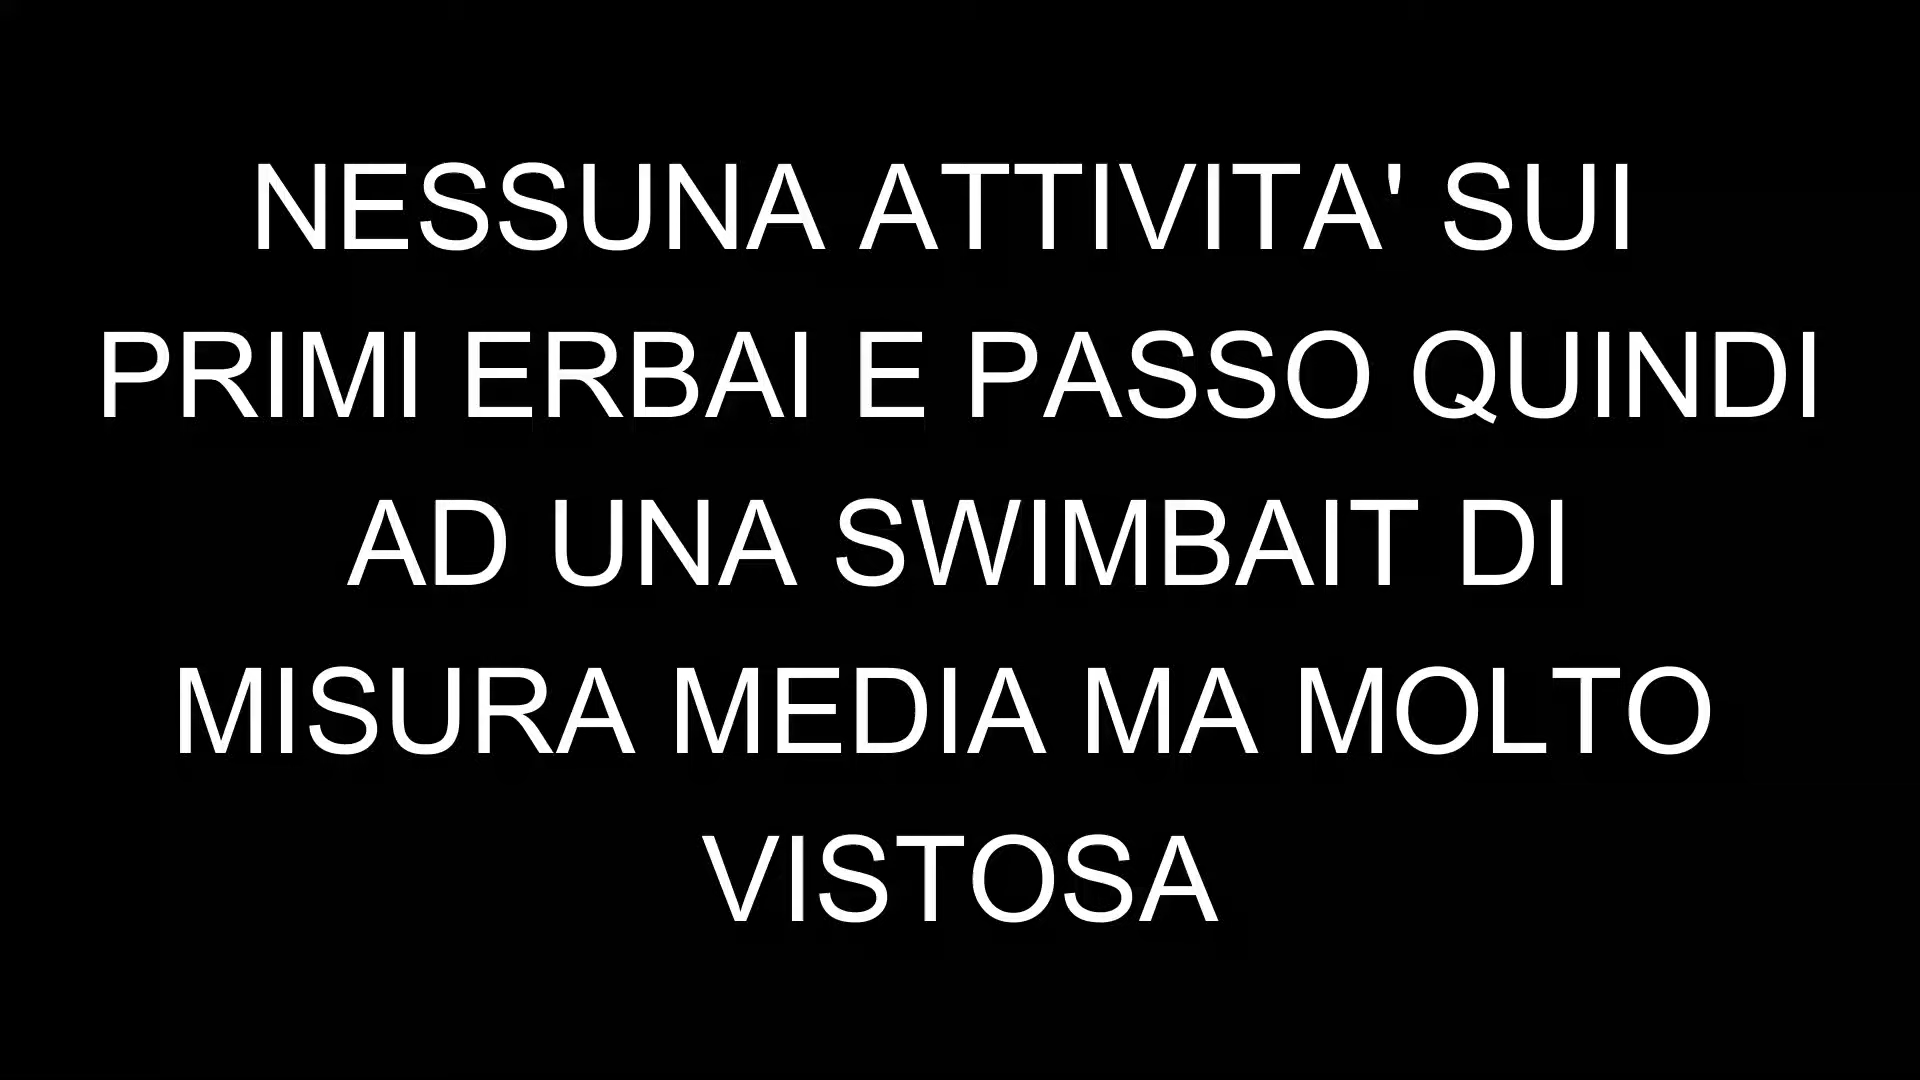 NESSUNA ATTIVITA' SUI
PRIMI ERBAI E PASSO QUINDI
AD UNA SWIMBAIT DI
MISURA MEDIA MA MOLTO
VISTOSA